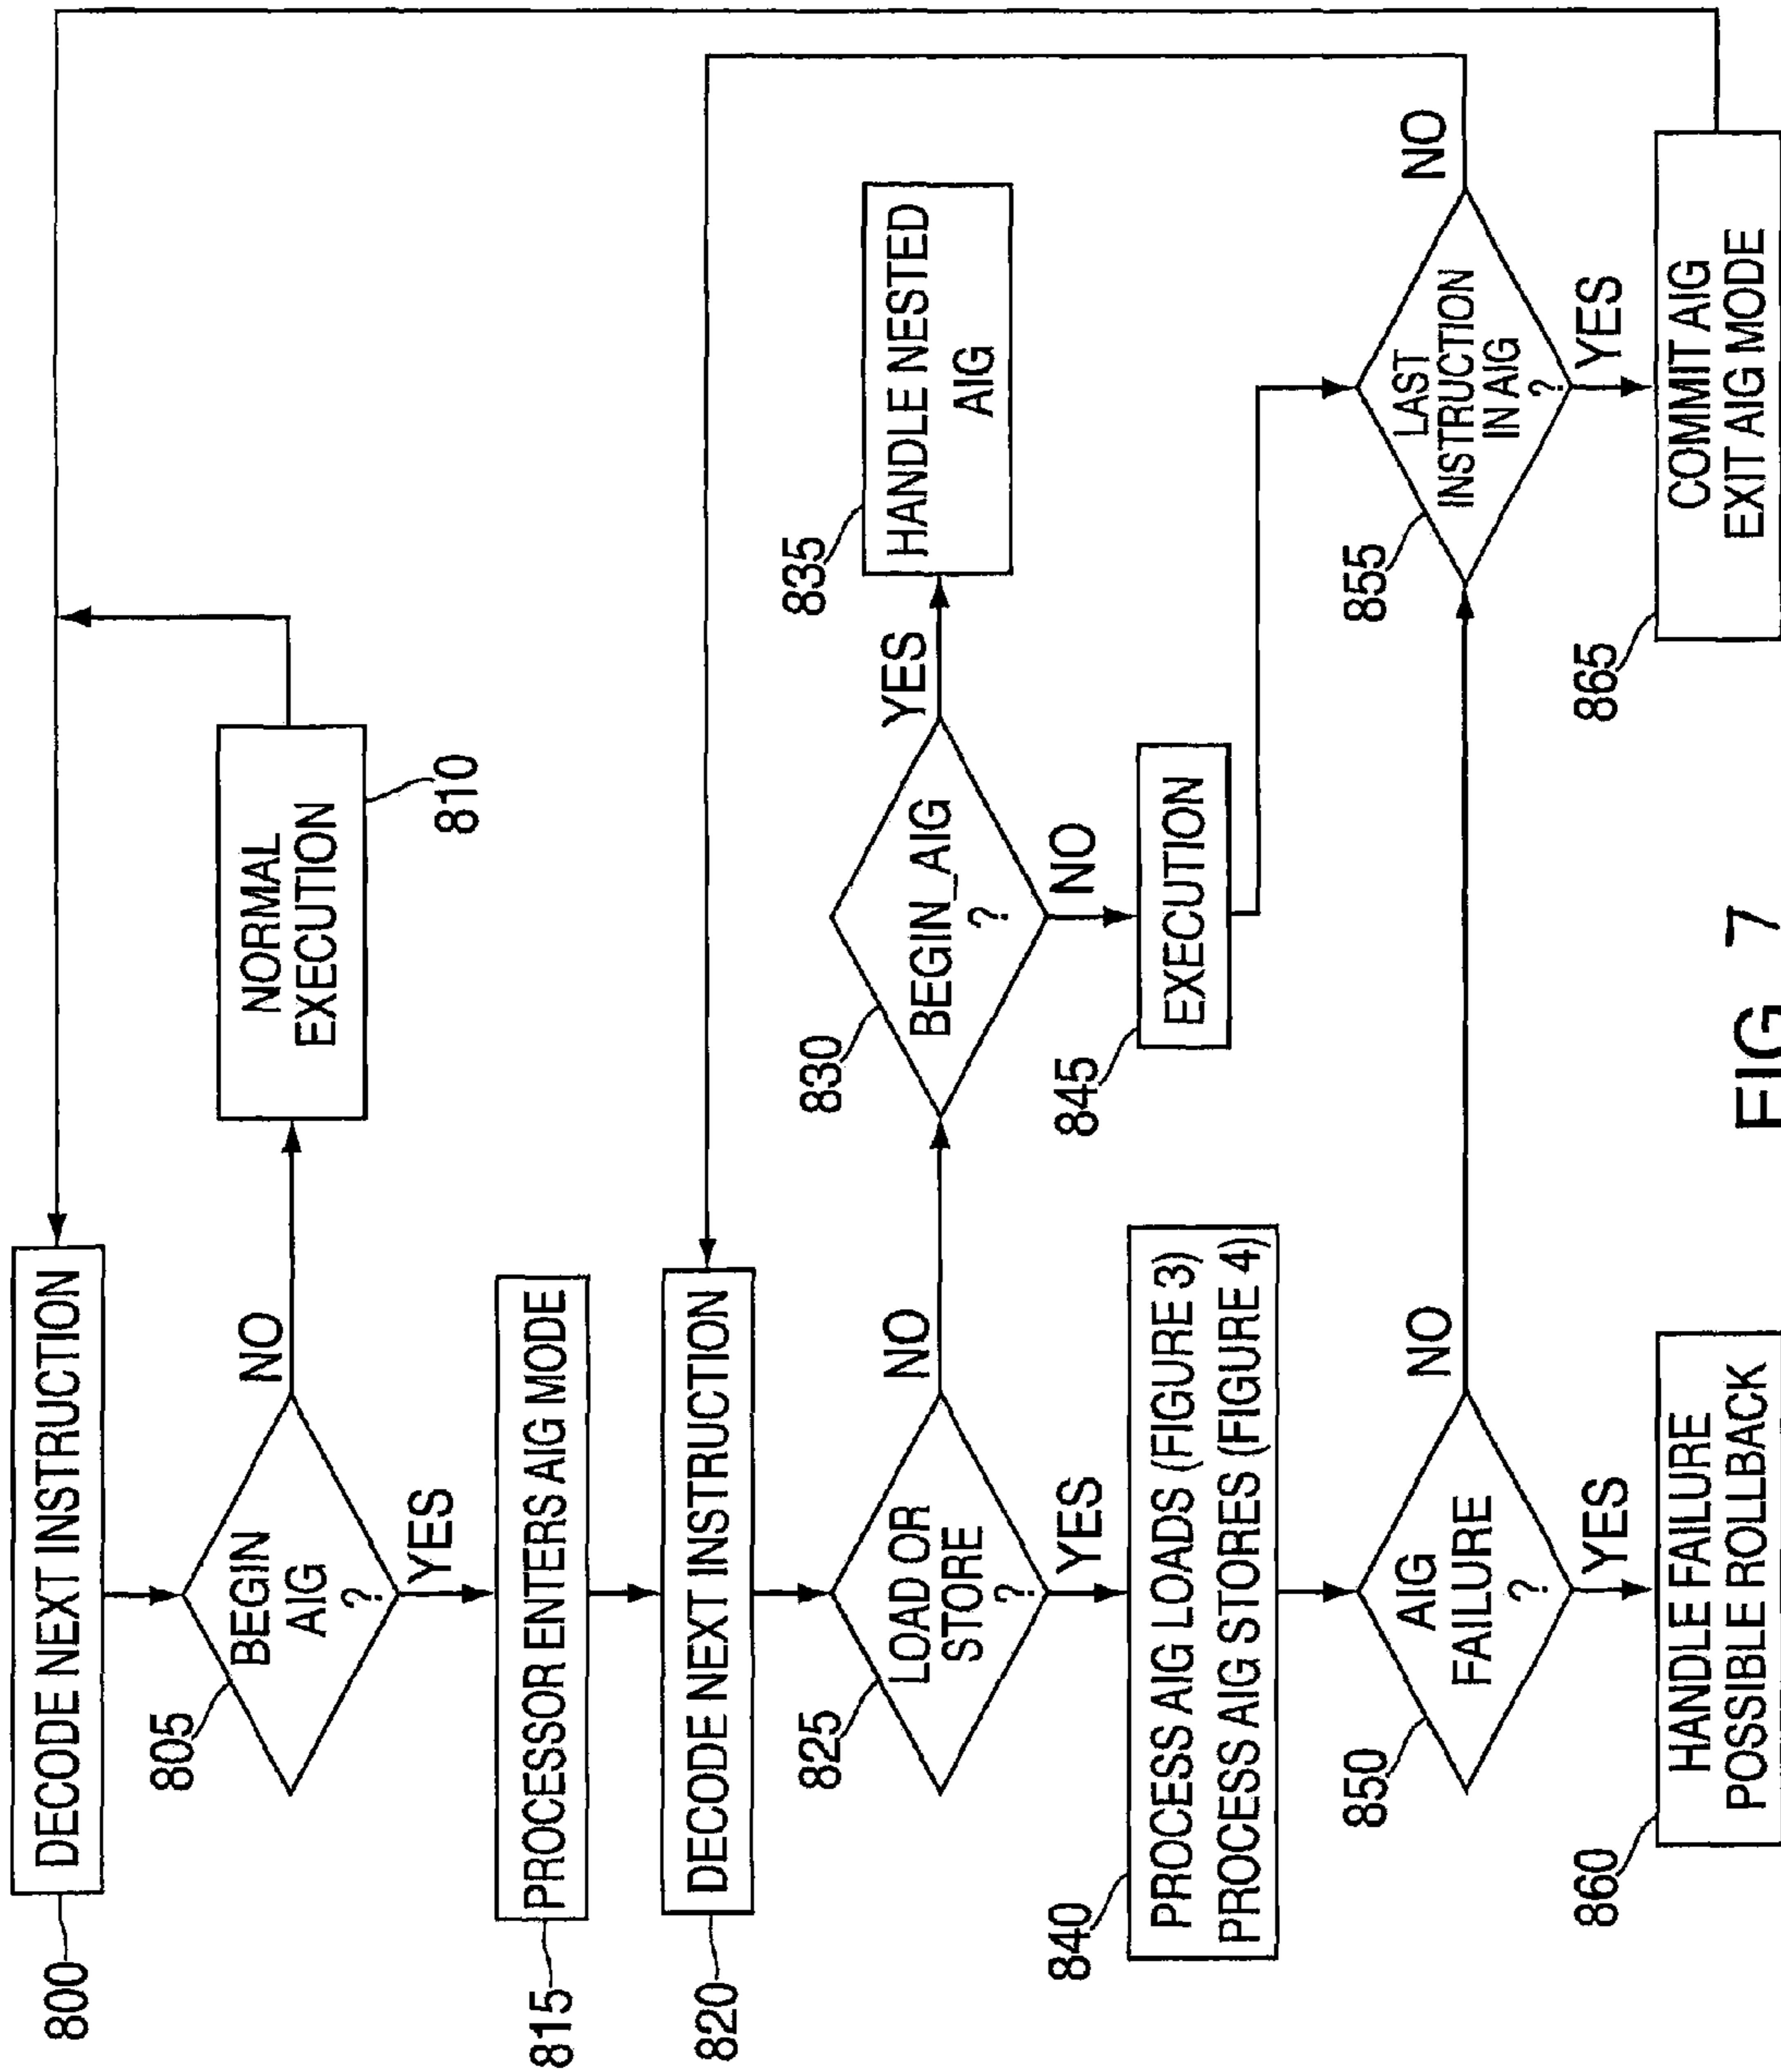 800
DECODE NEXT INSTRUCTION
805
BEGIN
AIG
?
NO
NORMAL
EXECUTION
810
YES
815
PROCESSOR ENTERS AIG MODE
820
DECODE NEXT INSTRUCTION
825
LOAD OR
STORE
?
NO
830
BEGIN_AIG
?
YES
835
HANDLE NESTED
AIG
YES
NO
840
PROCESS AIG LOADS (FIGURE 3)
PROCESS AIG STORES (FIGURE 4)
845
EXECUTION
850
AIG
FAILURE
?
NO
855
LAST
INSTRUCTION
IN AIG
?
NO
YES
YES
860
HANDLE FAILURE
POSSIBLE ROLLBACK
865
COMMIT AIG
EXIT AIG MODE
FIG. 7